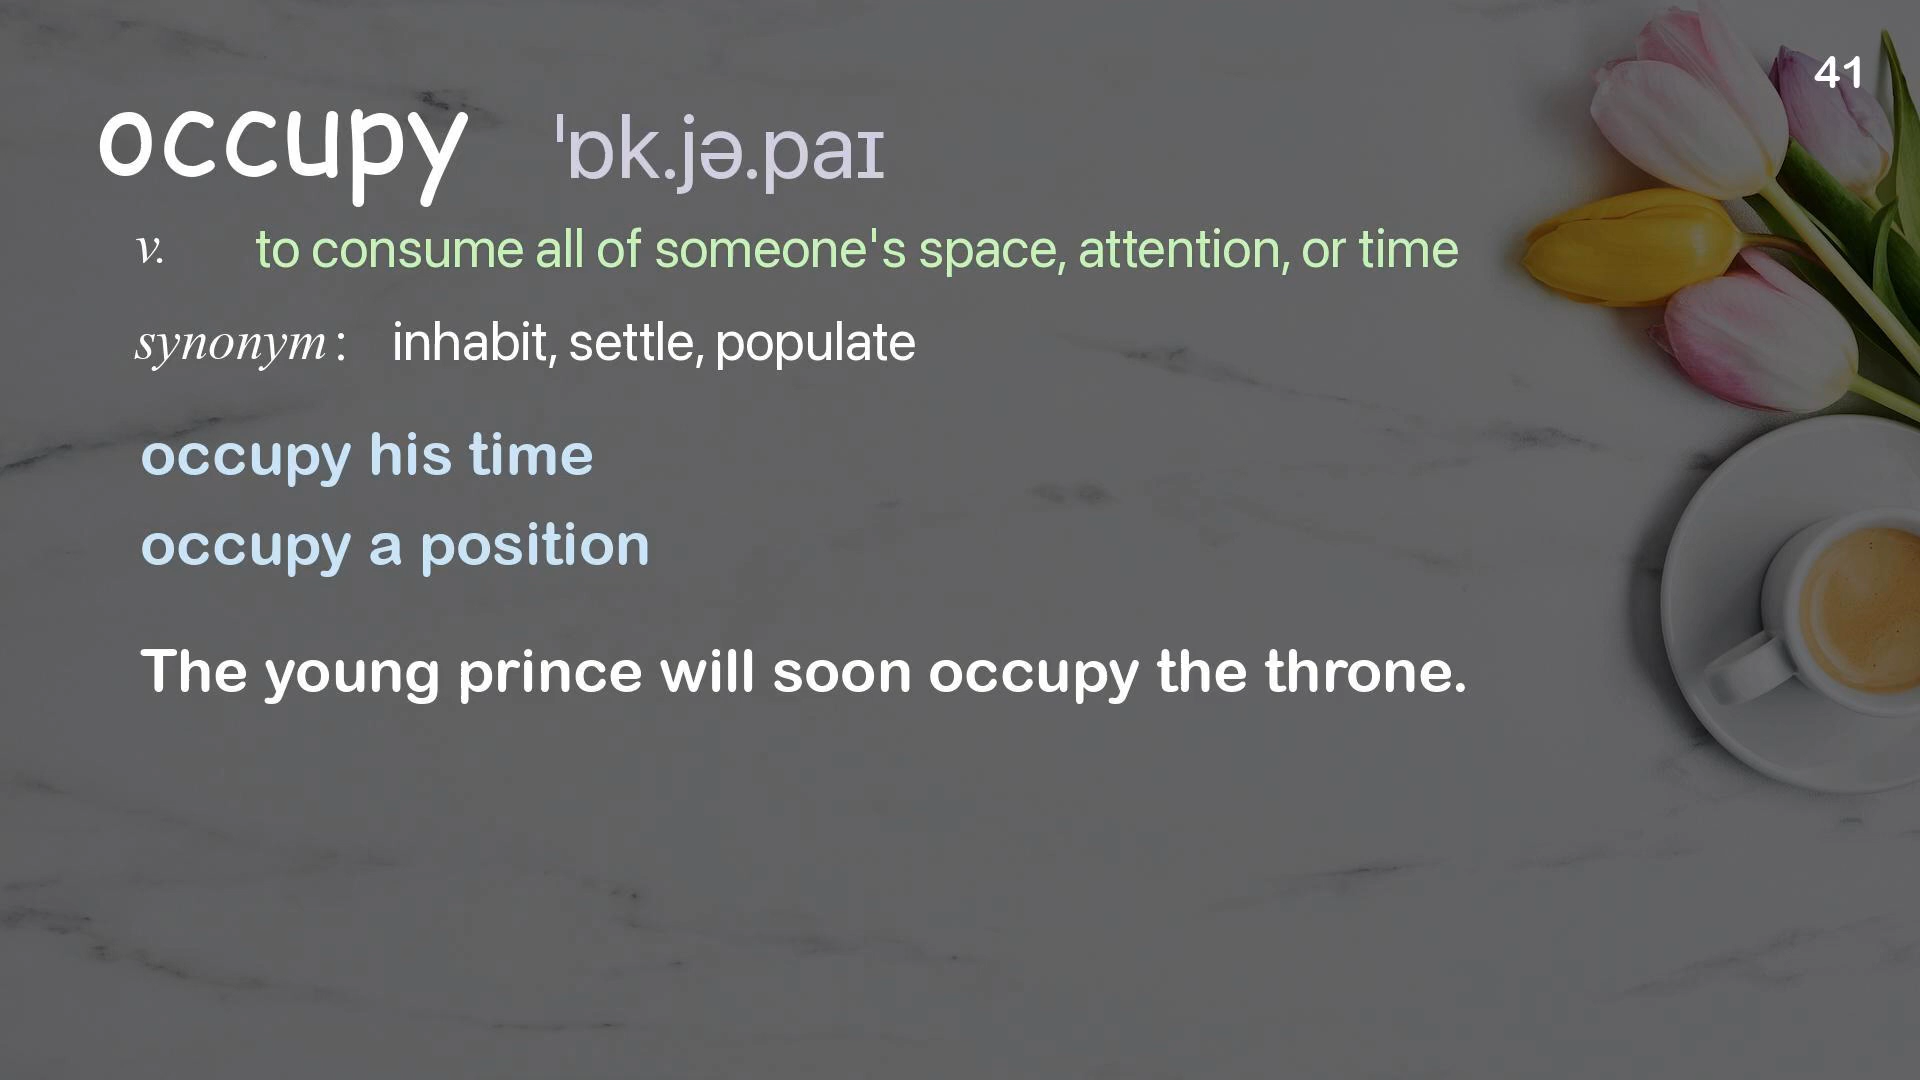 41
occupy ˈɒk.jə.paɪ
v. to consume all of someone's space, attention, or time
synonym : inhabit, settle, populate
occupy his time
occupy a position
The young prince will soon occupy the throne.